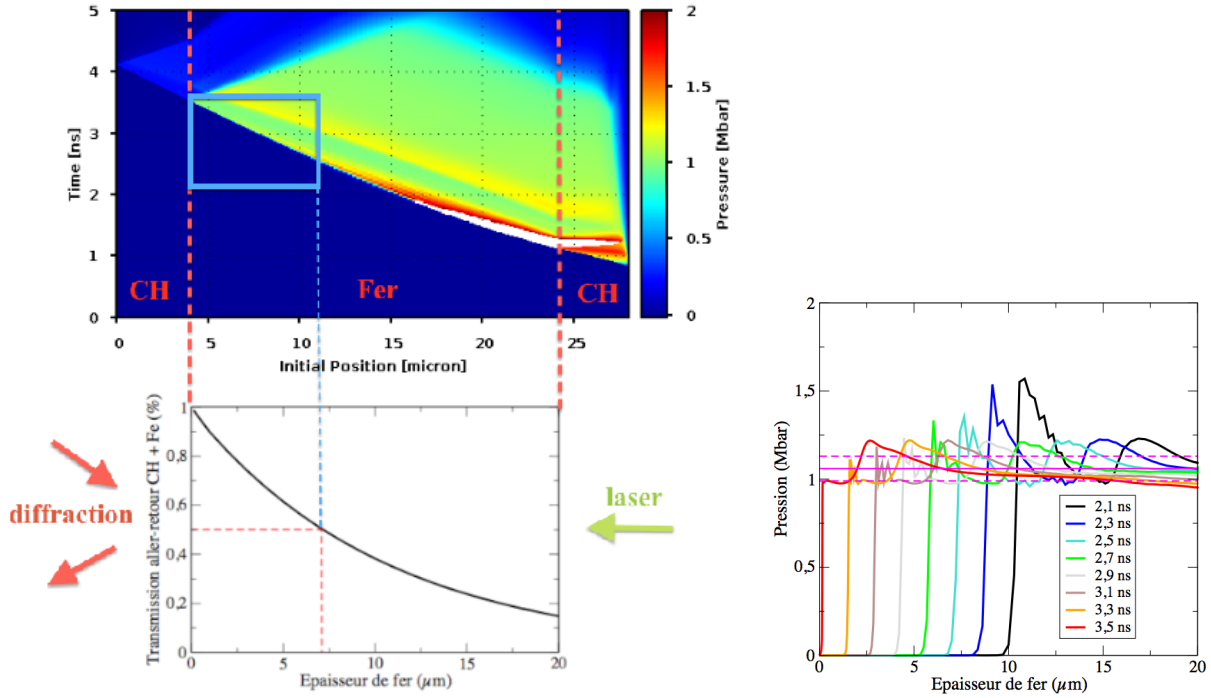 5
4
3
2
1
0
Time [ns]
CH
Fer
CH
0
5
10
15
20
25
Initial Position [micron]
2
1.5
1
0.5
0
Pressure [Mbar]
diffraction
laser
Transmission aller-retour CH + Fe (%)
1
0,8
0,6
0,4
0,2
0
0
5
10
15
20
Epaisseur de fer (µm)
Pression (Mbar)
2
1,5
1
0,5
0
2,1 ns
2,3 ns
2,5 ns
2,7 ns
2,9 ns
3,1 ns
3,3 ns
3,5 ns
0
5
10
15
20
Epaisseur de fer (µm)